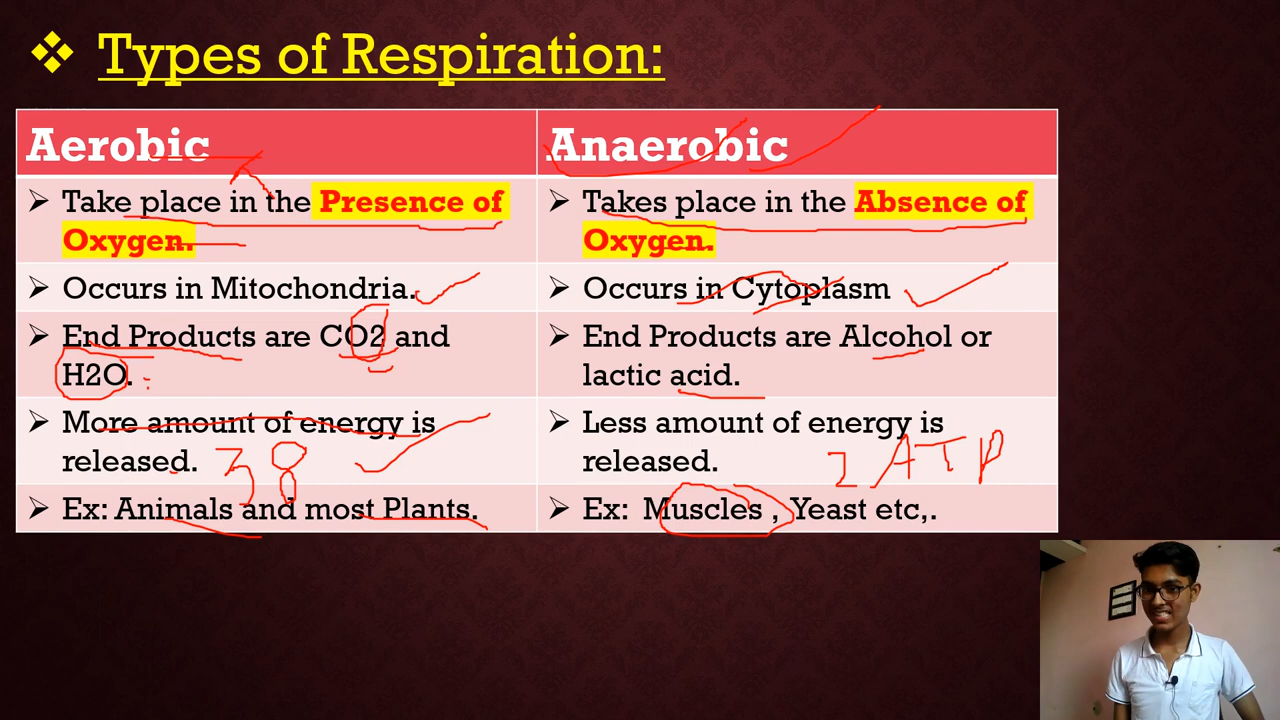 Types of Respiration:
Aerobic
Anaerobic
Take place in the Presence of
Oxygen.
Takes place in the Absence of
Oxygen.
Occurs in Mitochondria.
Occurs in Cytoplasm
End Products are CO2 and
H2O.
End Products are Alcohol or
lactic acid.
More amount of energy is
released. 38
Less amount of energy is
released. 2 ATP
Ex: Animals and most Plants.
Ex: Muscles , Yeast etc,.